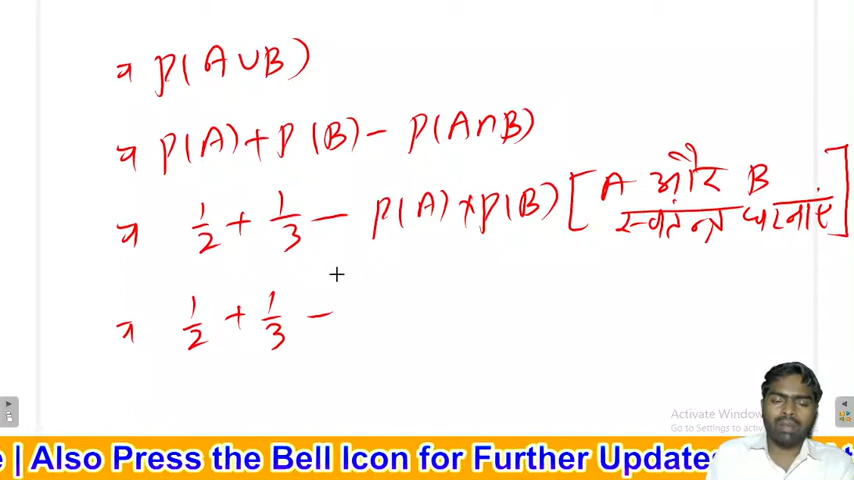 = P(A∪B)
= P(A)+P(B)- P(A∩B)
= 1/2 + 1/3 - P(A)×P(B) [A और B स्वतंन्त्र घटनाएं]
= 1/2 + 1/3 -
Activate Window
Go to Settings to activ
e | Also Press the Bell Icon for Further Update